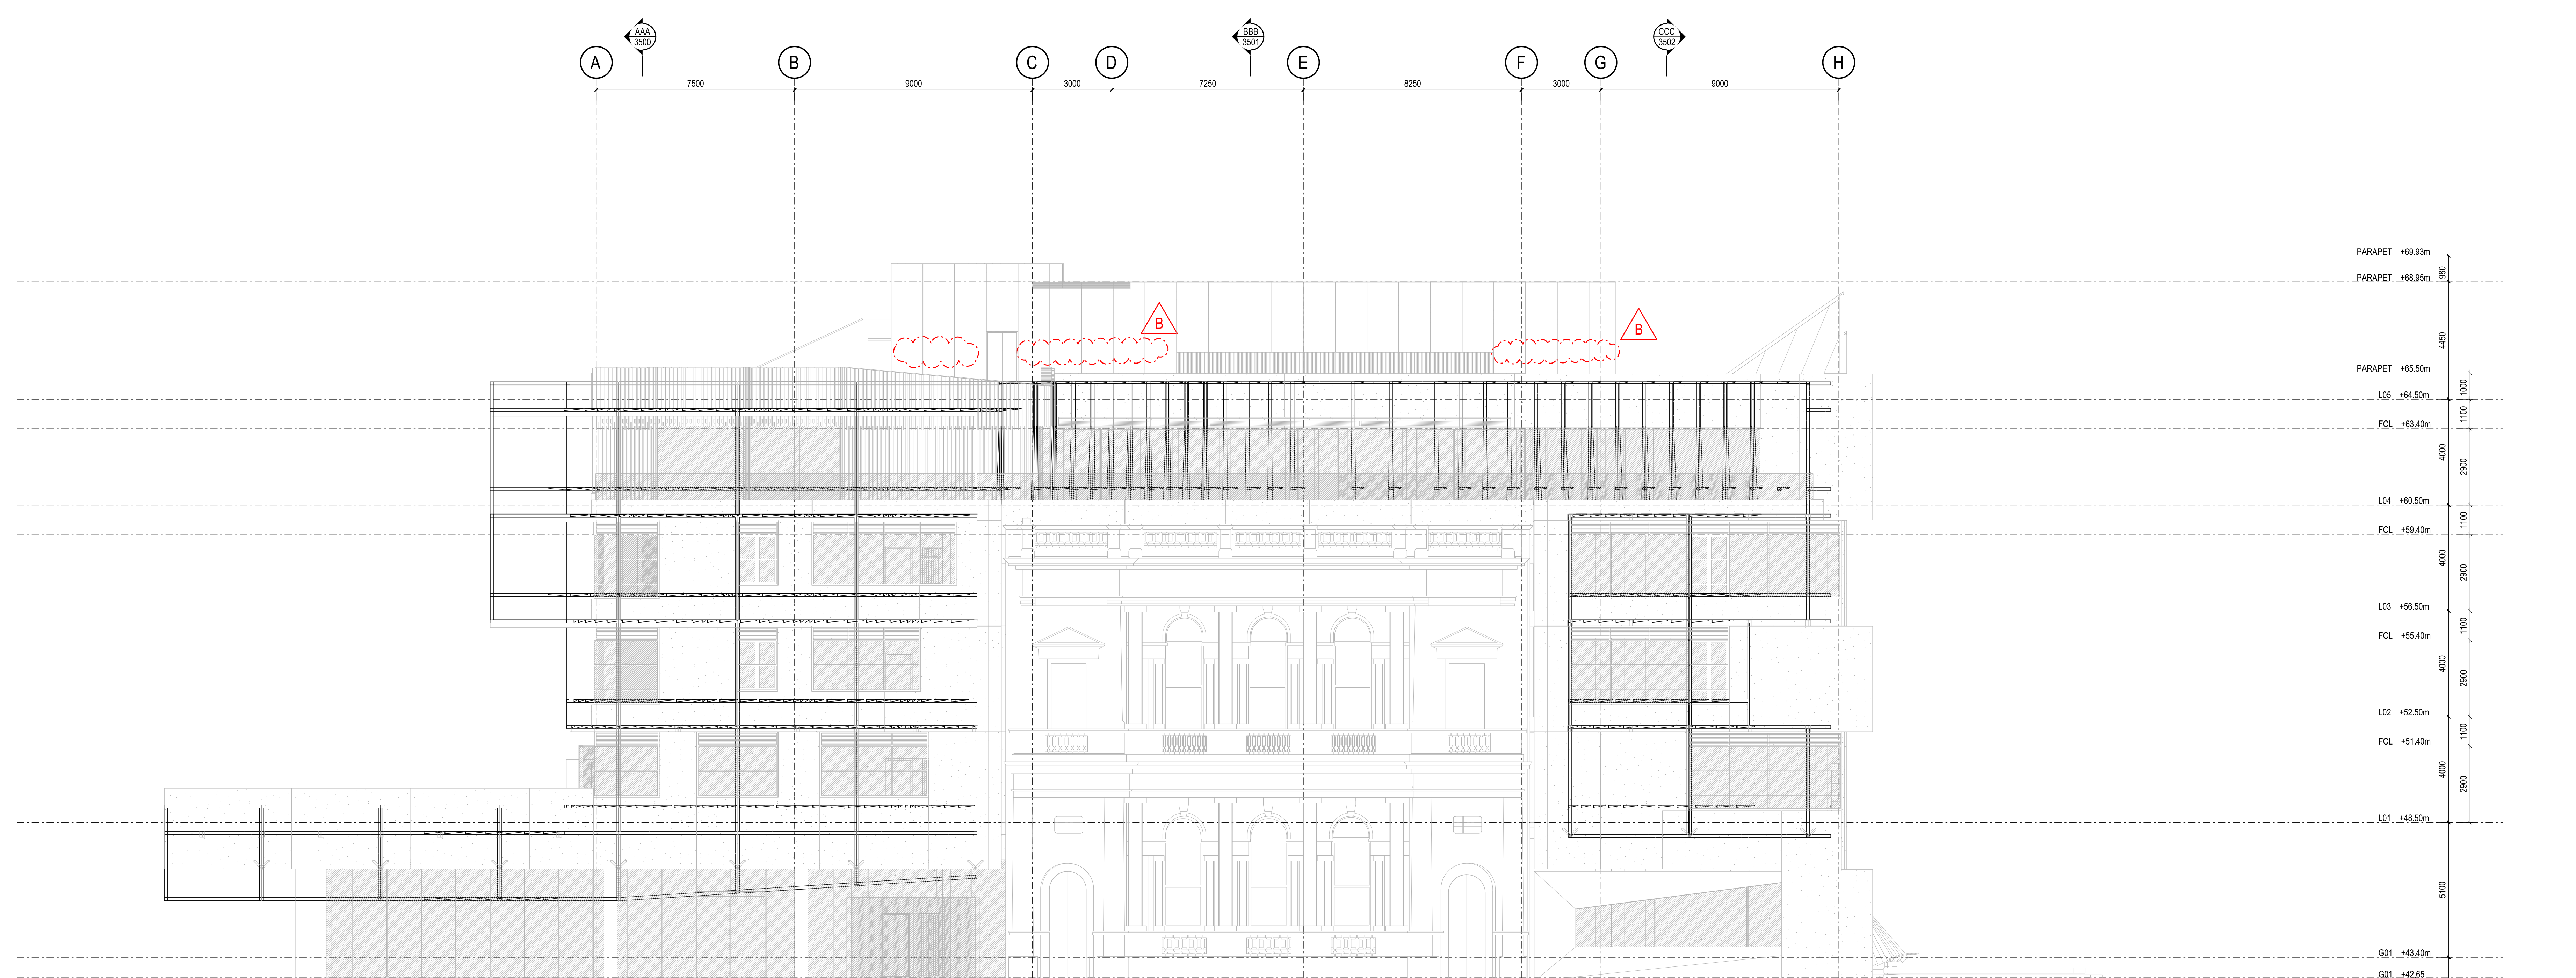 AAA
3500
BBB
3501
CCC
3502
A
B
C
D
E
F
G
H
7500
9000
3000
7250
8250
3000
9000
PARAPET +69,93m
980
PARAPET +68,95m
B
B
4450
PARAPET +65,50m
1000
L05 +64,50m
1100
FCL +63.40m
4000
2900
L04 +60,50m
1100
FCL +59,40m
4000
2900
L03 +56,50m
1100
FCL +55,40m
4000
2900
L02 +52,50m
1100
FCL +51,40m
4000
2900
L01 +48,50m
5100
G01 +43.40m
G01 +42,65